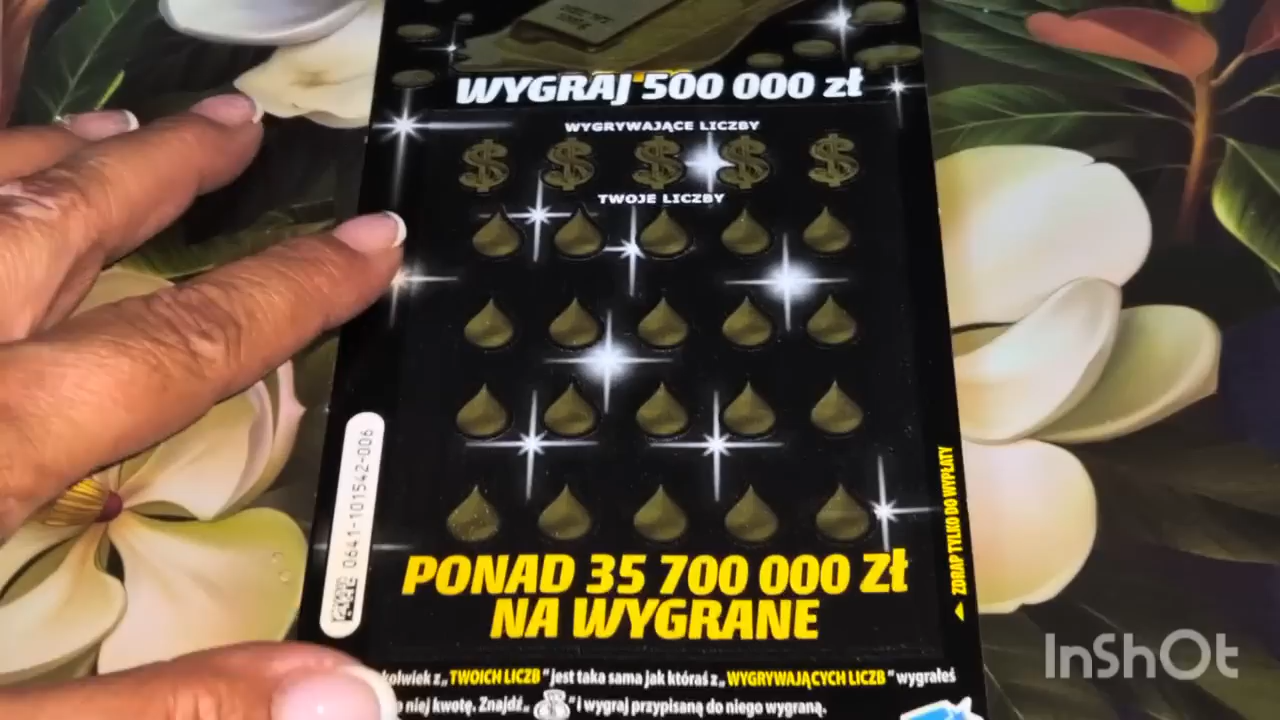 WYGRAJ 500 000 zł
WYGRYWAJĄCE LICZBY
$ $ $ $ $
TWOJE LICZBY
0641-101542-006
ZDRAP TYLKO DO WYPŁATY
PONAD 35 700 000 Zł
NA WYGRANE
kolwiek z „TWOICH LICZB" jest taka sama jak któraś z „WYGRYWAJĄCYCH LICZB" wygrałeś
niej kwotę. Znajdź „ " i wygraj przypisaną do niego wygraną.
InShOt